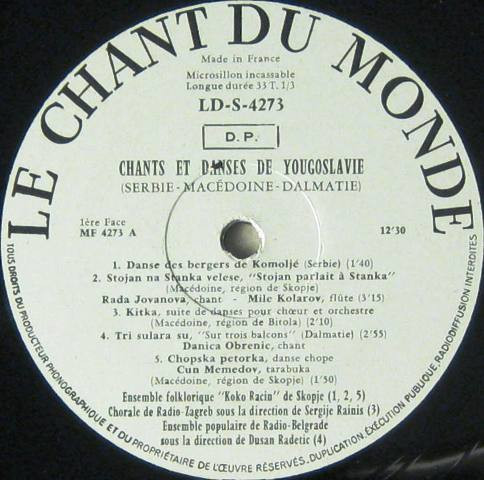 LE CHANT DU MONDE
Made in France
Microsillon incassable
Longue durée 33 T. 1/3
LD-S-4273
D.P.
CHANTS ET DANSES DE YOUGOSLAVIE
(SERBIE-MACÉDOINE-DALMATIE)
1ère Face
MF 4273 A
12'30
1. Danse des bergers de Komoljé (Serbie) (1'40)
2. Stojan na Stanka velese, "Stojan parlait à Stanka"
(Macédoine, région de Skopje)
Rada Jovanova, chant - Mile Kolarov, flûte (3'15)
3. Kitka, suite de danses pour chœur et orchestre
(Macédoine, région de Bitola) (2'10)
4. Tri sulara su, "Sur trois balcons" (Dalmatie) (2'55)
Danica Obrenic, chant
5. Chopska petorka, danse chope
Cun Memedov, tarabuka
(Macédoine, région de Skopje) (1'50)
Ensemble folklorique "Koko Racin" de Skopje (1, 2, 5)
Chorale de Radio-Zagreb sous la direction de Sergije Rainis (3)
Ensemble populaire de Radio-Belgrade
sous la direction de Dusan Radetic (4)
TOUS DROITS DU PRODUCTEUR PHONOGRAPHIQUE ET DU PROPRIÉTAIRE DE L'ŒUVRE RÉSERVÉS. DUPLICATION. EXÉCUTION PUBLIQUE. RADIODIFFUSION INTERDITES